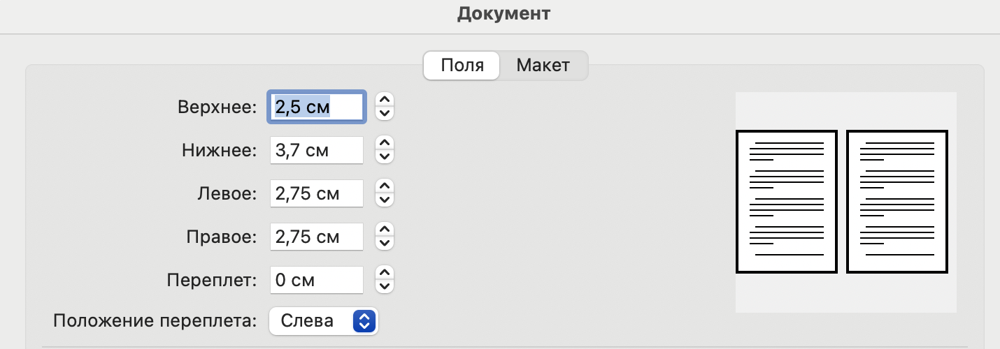 Документ
Поля Макет
Верхнее: 2,5 см
Нижнее: 3,7 см
Левое: 2,75 см
Правое: 2,75 см
Переплет: 0 см
Положение переплета: Слева